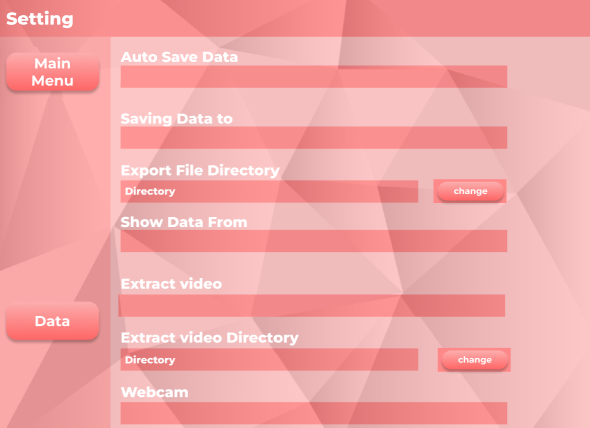 Setting
Main
Menu
Auto Save Data
Saving Data to
Export File Directory
Directory
change
Show Data From
Extract video
Data
Extract video Directory
Directory
change
Webcam